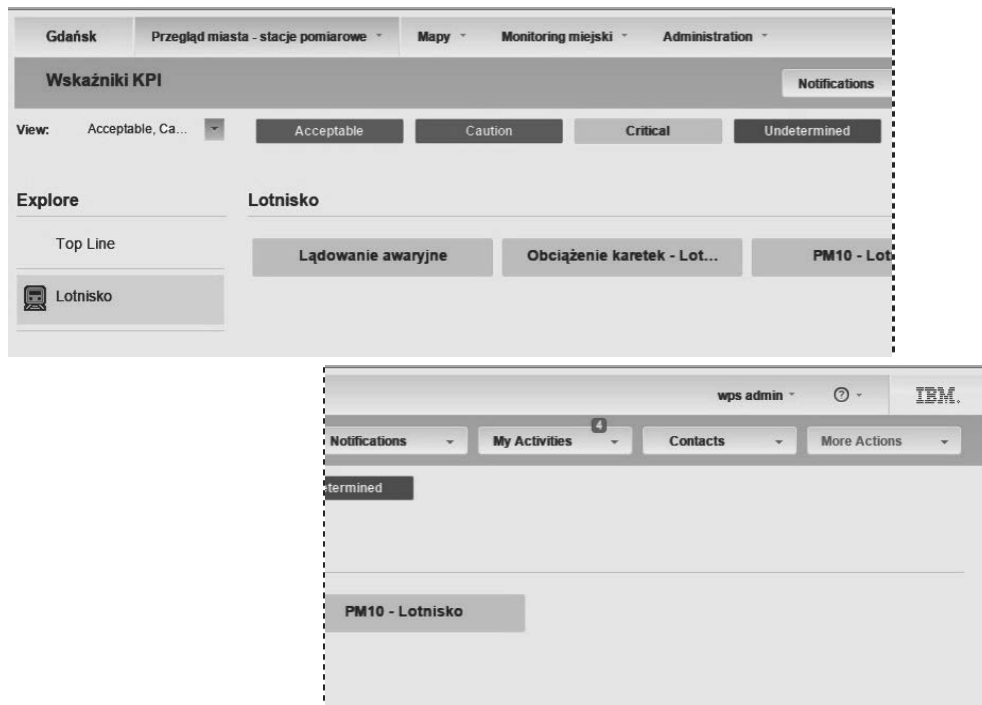 Gdańsk Przegląd miasta - stacje pomiarowe Mapy Monitoring miejski Administration
Wskaźniki KPI Notifications
View: Acceptable, Ca... Acceptable Caution Critical Undetermined
Explore Lotnisko
Top Line
Lądowanie awaryjne Obciążenie karetek - Lot... PM10 - Lot
Lotnisko
wps admin ? IBM.
4
Notifications My Activities Contacts More Actions
termined
PM10 - Lotnisko